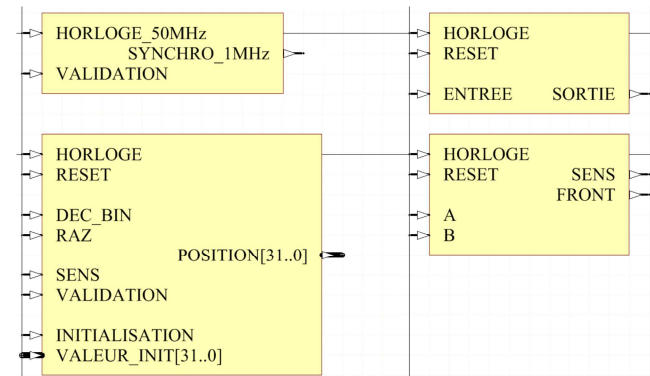 HORLOGE_50MHz
SYNCHRO_1MHz
VALIDATION
HORLOGE
RESET
ENTREE SORTIE
HORLOGE
RESET
DEC_BIN
RAZ
POSITION[31..0]
SENS
VALIDATION
INITIALISATION
VALEUR_INIT[31..0]
HORLOGE
RESET SENS
FRONT
A
B